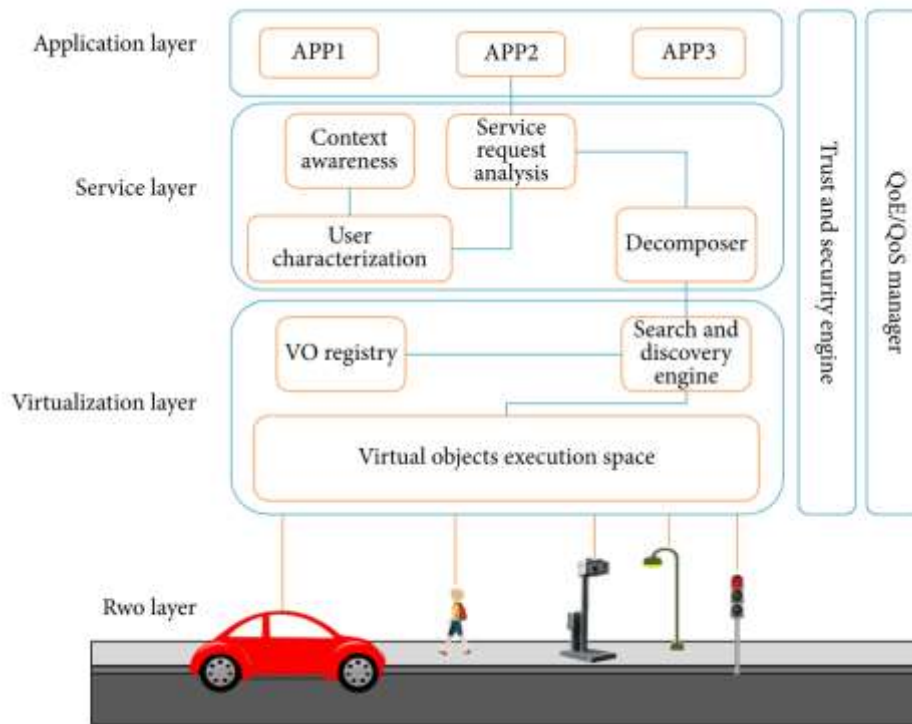 Application layer
APP1
APP2
APP3
Service layer
Context
awareness
Service
request
analysis
User
characterization
Decomposer
Virtualization layer
VO registry
Search and
discovery
engine
Virtual objects execution space
Rwo layer
Trust and security engine
QoE/QoS manager